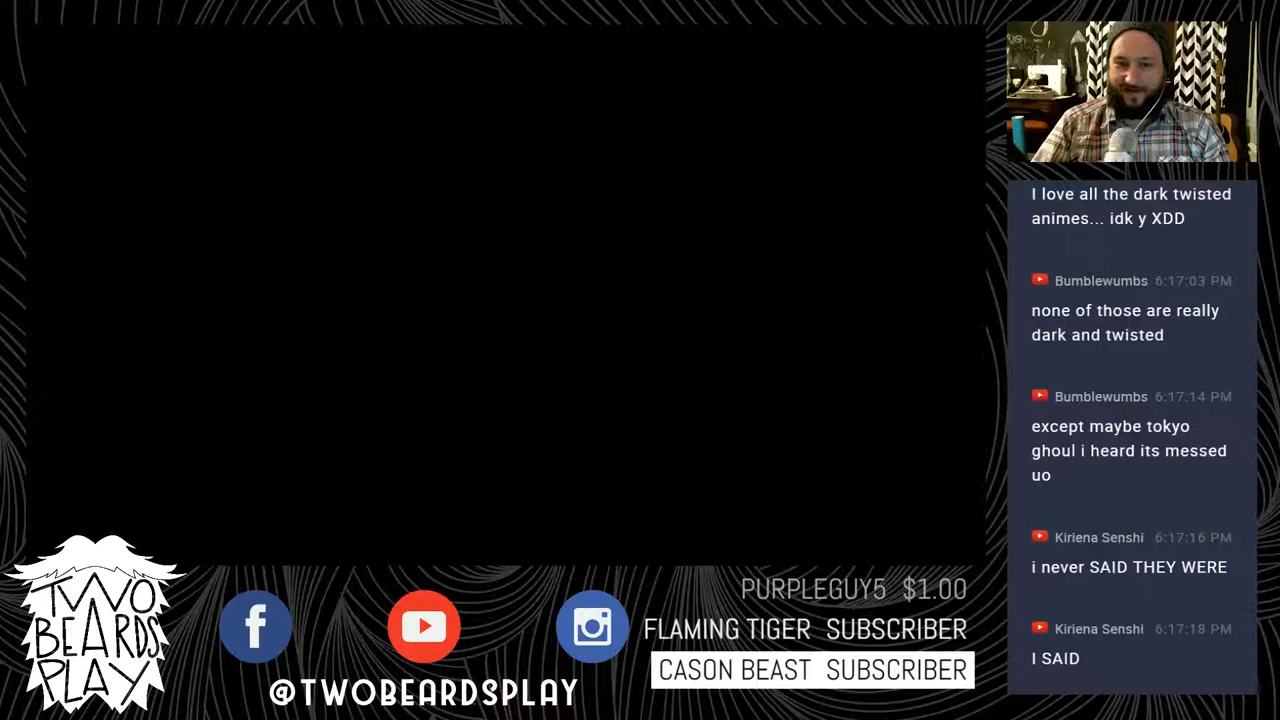 I love all the dark twisted
animes... idk y XDD
Bumblewumbs 6:17:03 PM
none of those are really
dark and twisted
Bumblewumbs 6:17:14 PM
except maybe tokyo
ghoul i heard its messed
uo
Kiriena Senshi 6:17:16 PM
i never SAID THEY WERE
Kiriena Senshi 6:17:18 PM
I SAID
TWO
BEARDS
PLAY
f
@TWOBEARDSPLAY
PURPLEGUY5 $1.00
FLAMING TIGER SUBSCRIBER
CASON BEAST SUBSCRIBER